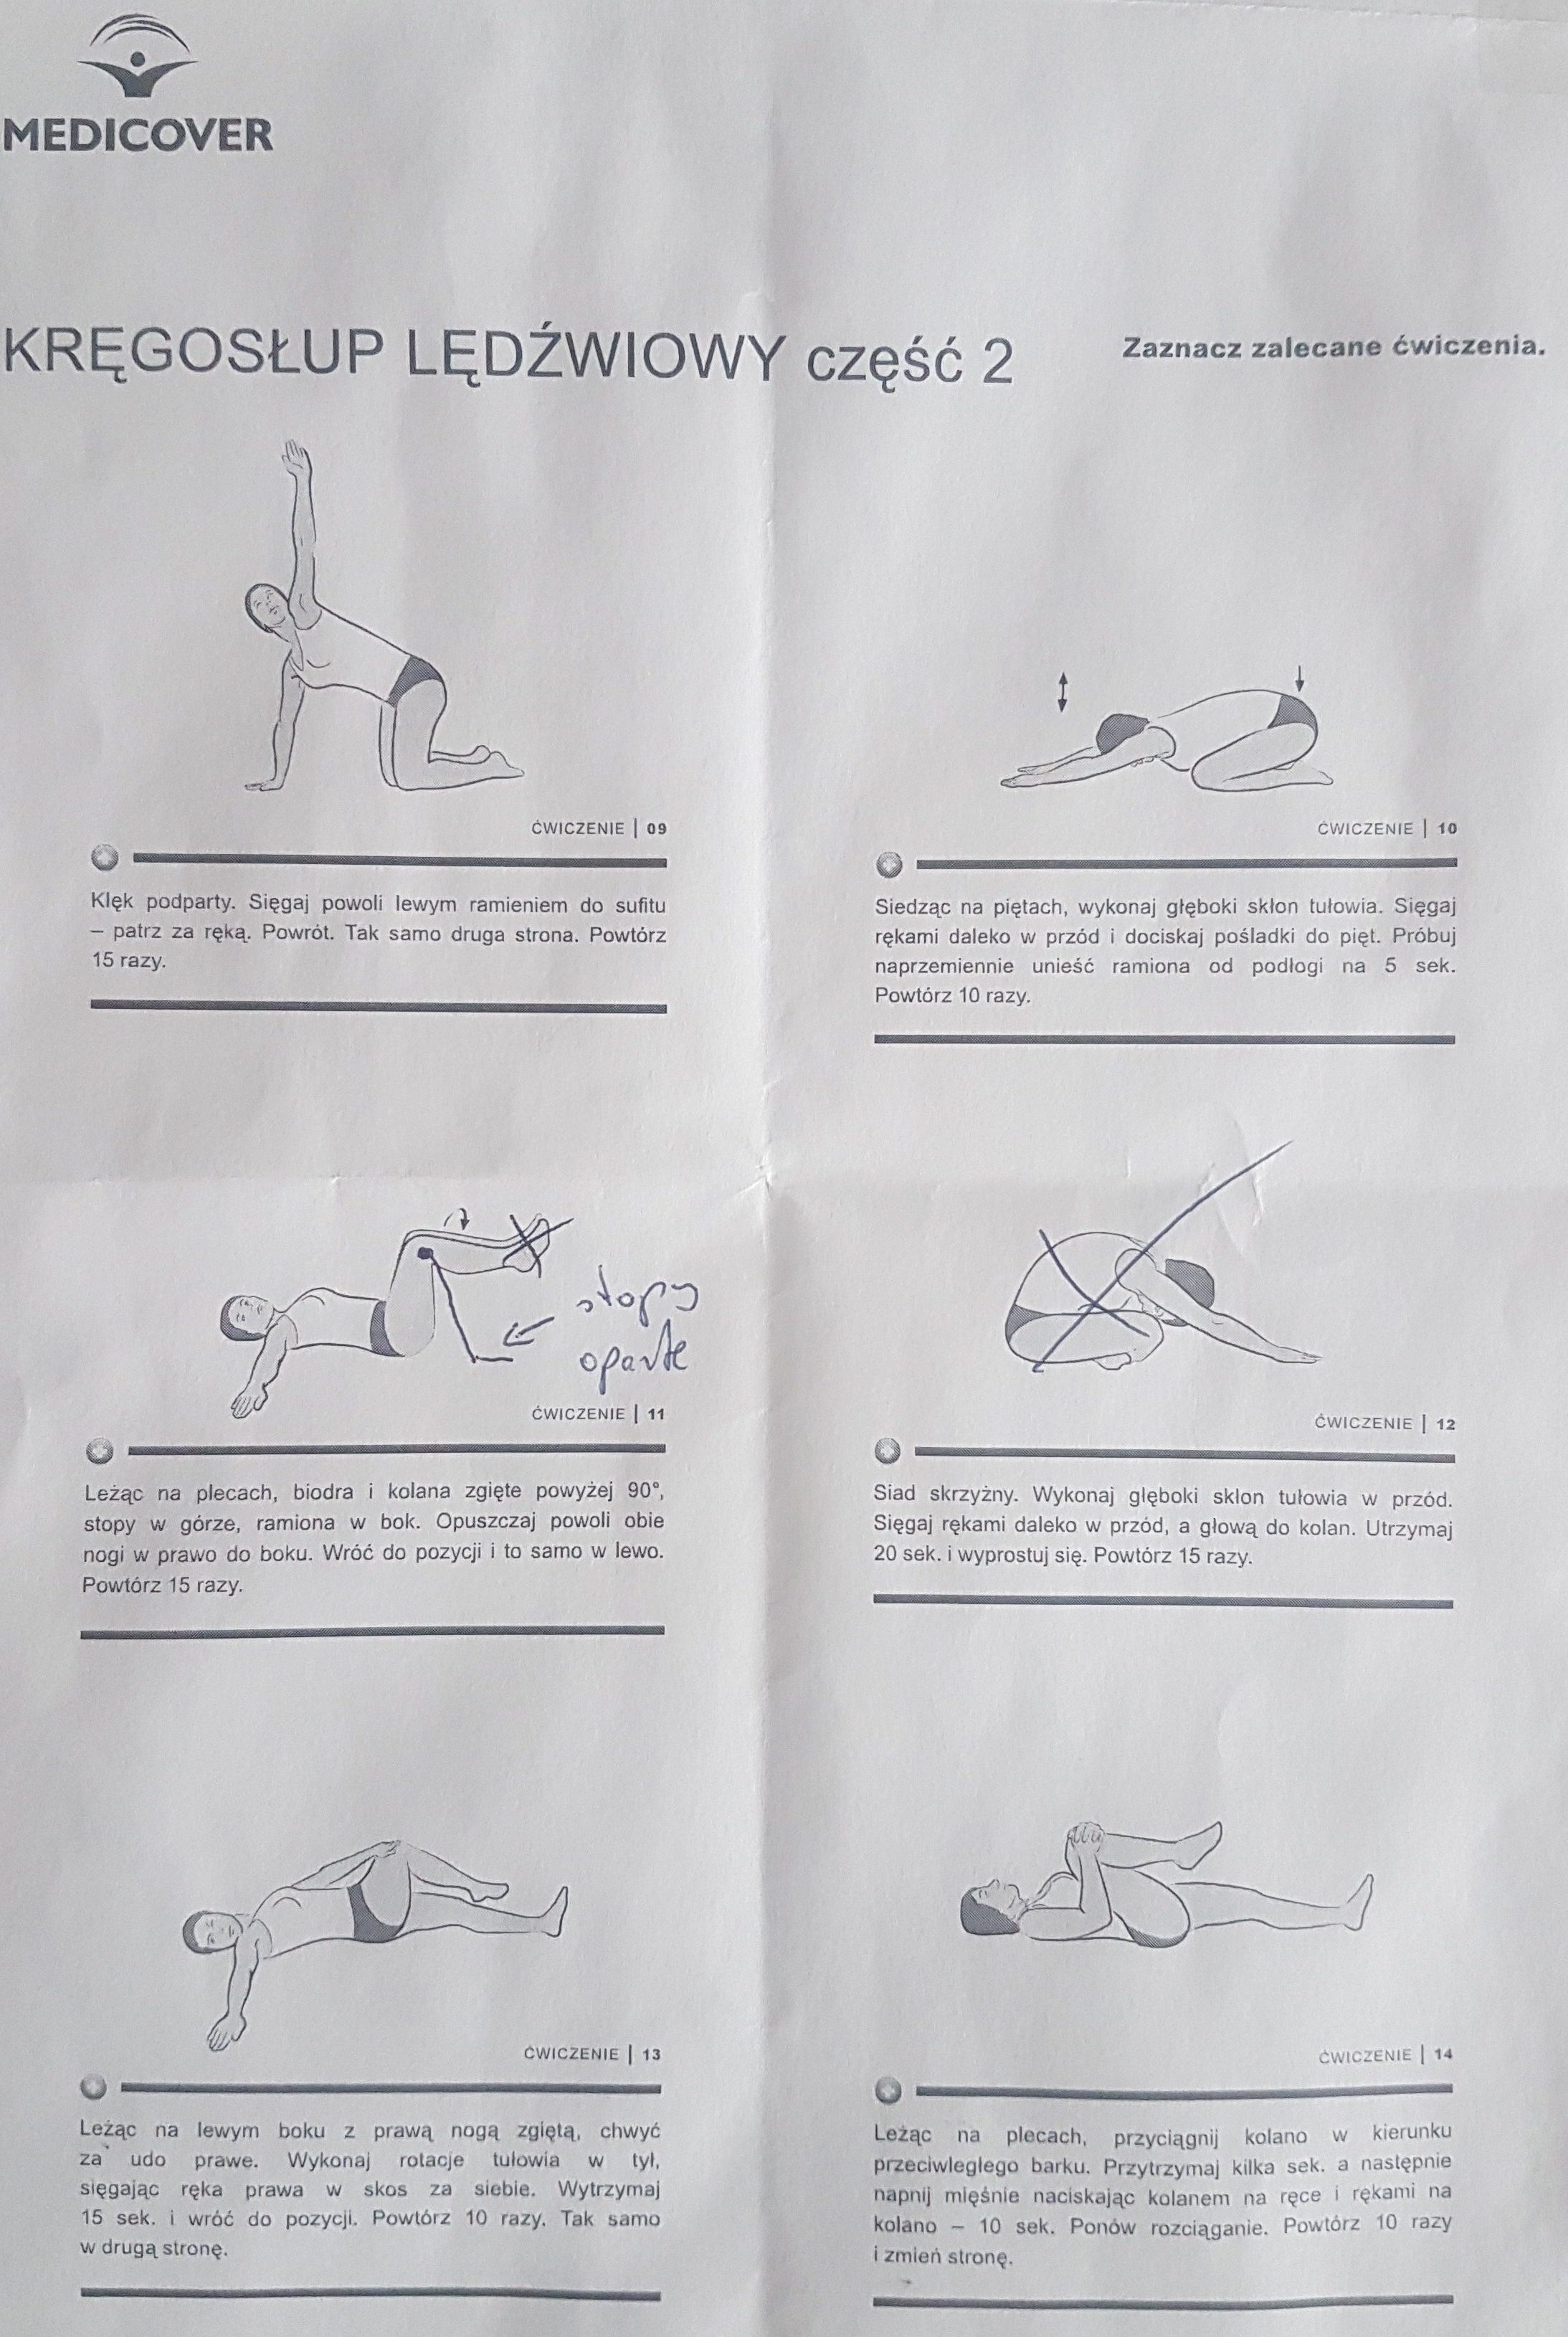 MEDICOVER
KRĘGOSŁUP LĘDŹWIOWY część 2
Zaznacz zalecane ćwiczenia.
ĆWICZENIE | 09
Klęk podparty. Sięgaj powoli lewym ramieniem do sufitu
– patrz za ręką. Powrót. Tak samo druga strona. Powtórz
15 razy.
ĆWICZENIE | 10
Siedząc na piętach, wykonaj głęboki skłon tułowia. Sięgaj
rękami daleko w przód i dociskaj pośladki do pięt. Próbuj
naprzemiennie unieść ramiona od podłogi na 5 sek.
Powtórz 10 razy.
stopy
oparte
ĆWICZENIE | 11
Leżąc na plecach, biodra i kolana zgięte powyżej 90°,
stopy w górze, ramiona w bok. Opuszczaj powoli obie
nogi w prawo do boku. Wróć do pozycji i to samo w lewo.
Powtórz 15 razy.
ĆWICZENIE | 12
Siad skrzyżny. Wykonaj głęboki skłon tułowia w przód.
Sięgaj rękami daleko w przód, a głową do kolan. Utrzymaj
20 sek. i wyprostuj się. Powtórz 15 razy.
ĆWICZENIE | 13
Leżąc na lewym boku z prawą nogą zgiętą, chwyć
za udo prawe. Wykonaj rotacje tułowia w tył,
sięgając ręka prawa w skos za siebie. Wytrzymaj
15 sek. i wróć do pozycji. Powtórz 10 razy. Tak samo
w drugą stronę.
ĆWICZENIE | 14
Leżąc na plecach, przyciągnij kolano w kierunku
przeciwległego barku. Przytrzymaj kilka sek. a następnie
napnij mięśnie naciskając kolanem na ręce i rękami na
kolano – 10 sek. Ponów rozciąganie. Powtórz 10 razy
i zmień stronę.